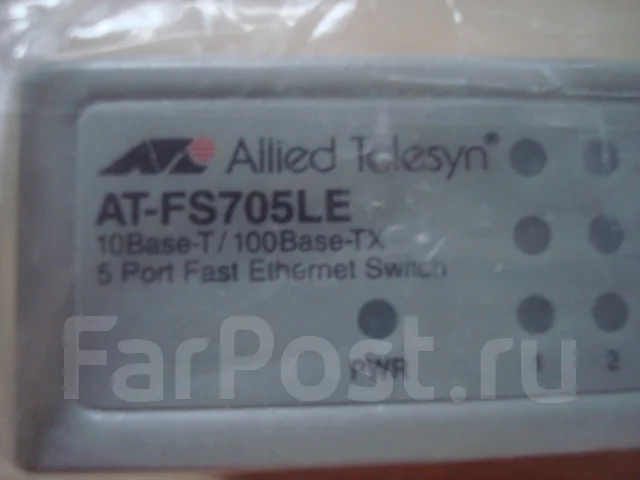 Allied Telesyn®
AT-FS705LE
10Base-T/100Base-TX
5 Port Fast Ethernet Switch
PWR
1 2
FarPost.ru